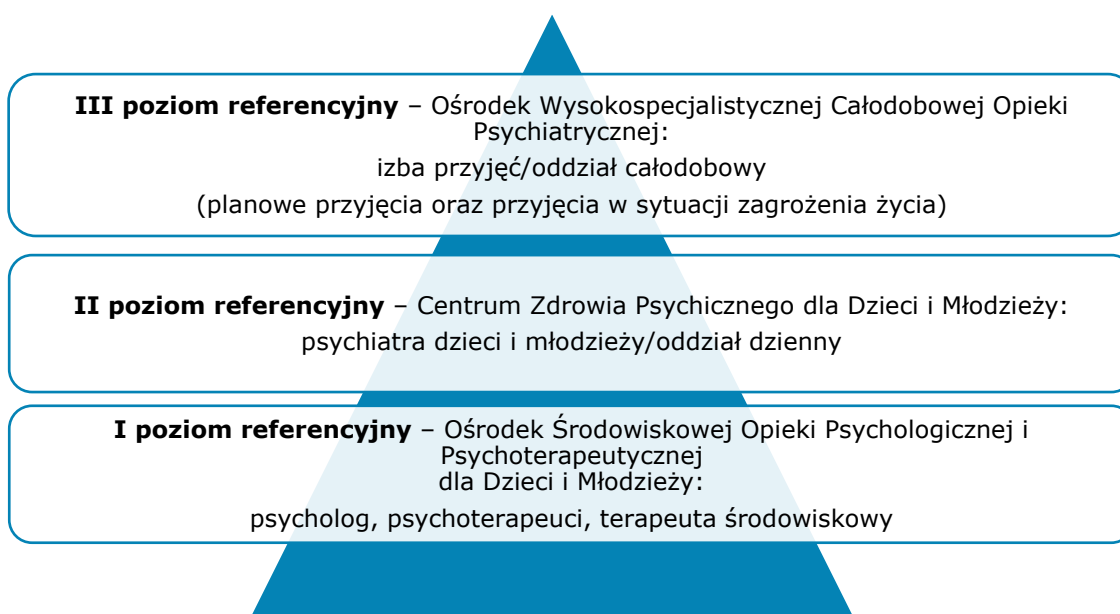 III poziom referencyjny – Ośrodek Wysokospecjalistycznej Całodobowej Opieki
Psychiatrycznej:
izba przyjęć/oddział całodobowy
(planowe przyjęcia oraz przyjęcia w sytuacji zagrożenia życia)
II poziom referencyjny – Centrum Zdrowia Psychicznego dla Dzieci i Młodzieży:
psychiatra dzieci i młodzieży/oddział dzienny
I poziom referencyjny – Ośrodek Środowiskowej Opieki Psychologicznej i
Psychoterapeutycznej
dla Dzieci i Młodzieży:
psycholog, psychoterapeuci, terapeuta środowiskowy